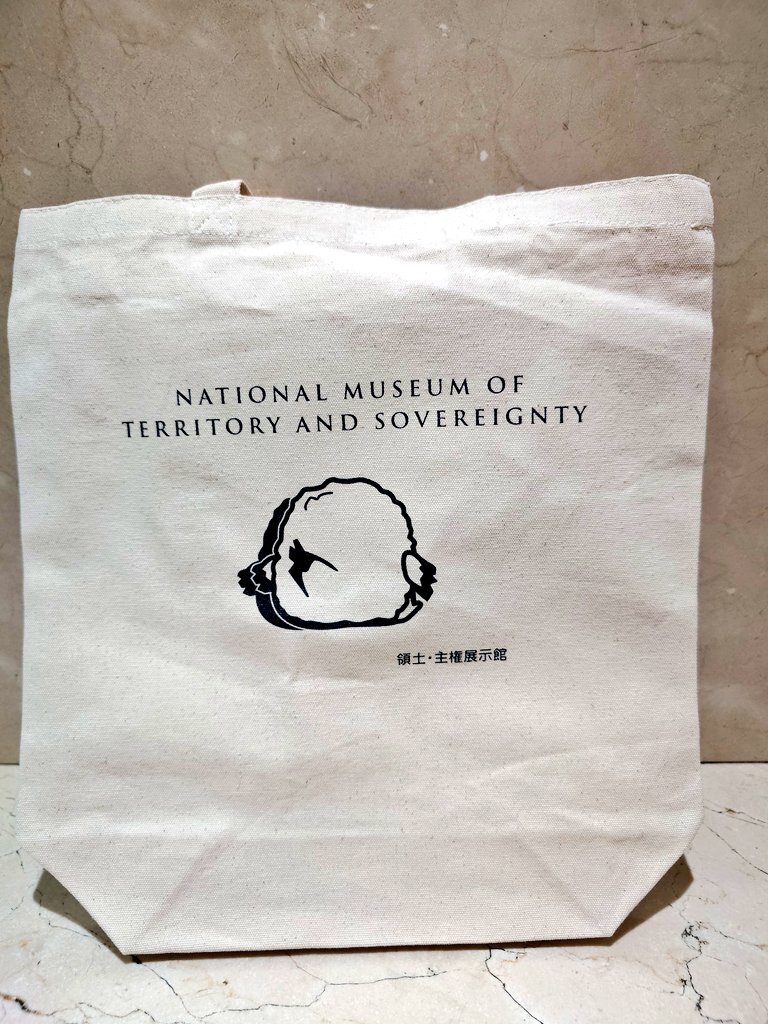 NATIONAL MUSEUM OF
TERRITORY AND SOVEREIGNTY
領土・主権展示館